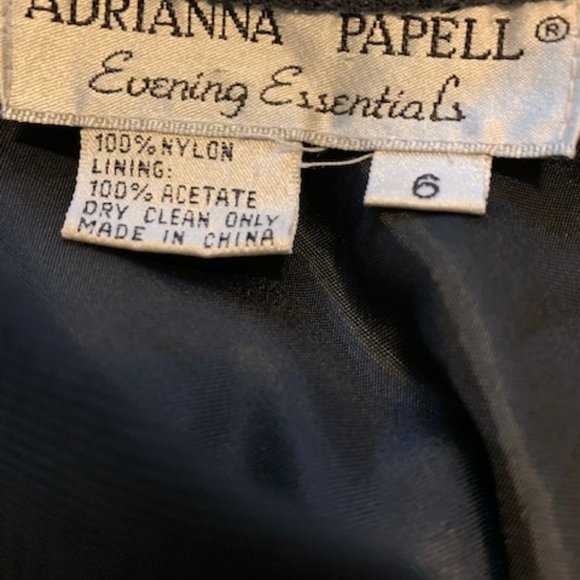 ADRIANNA PAPELL®
Evening Essentials
100% NYLON
LINING:
100% ACETATE
DRY CLEAN ONLY
MADE IN CHINA
6